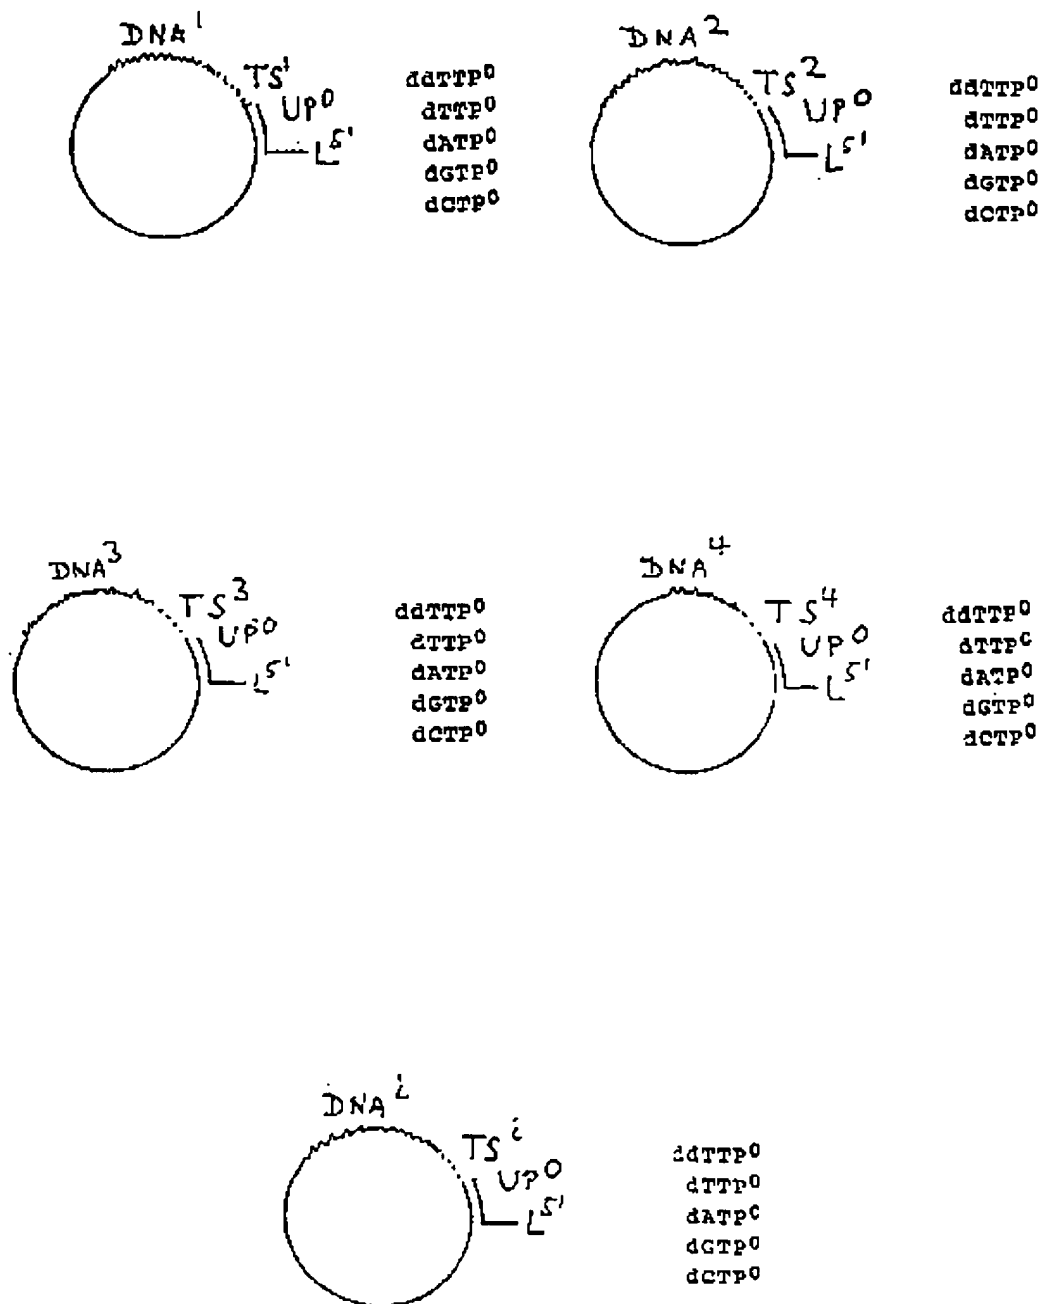 DNA¹
TS¹
UP⁰
L⁵'
ddTTP⁰
dTTP⁰
dATP⁰
dGTP⁰
dCTP⁰
DNA²
TS²
UP⁰
L⁵'
ddTTP⁰
dTTP⁰
dATP⁰
dGTP⁰
dCTP⁰
DNA³
TS³
UP⁰
L⁵'
ddTTP⁰
dTTP⁰
dATP⁰
dGTP⁰
dCTP⁰
DNA⁴
TS⁴
UP⁰
L⁵'
ddTTP⁰
dTTP⁰
dATP⁰
dGTP⁰
dCTP⁰
DNAⁱ
TSⁱ
UP⁰
L⁵'
ddTTP⁰
dTTP⁰
dATP⁰
dGTP⁰
dCTP⁰